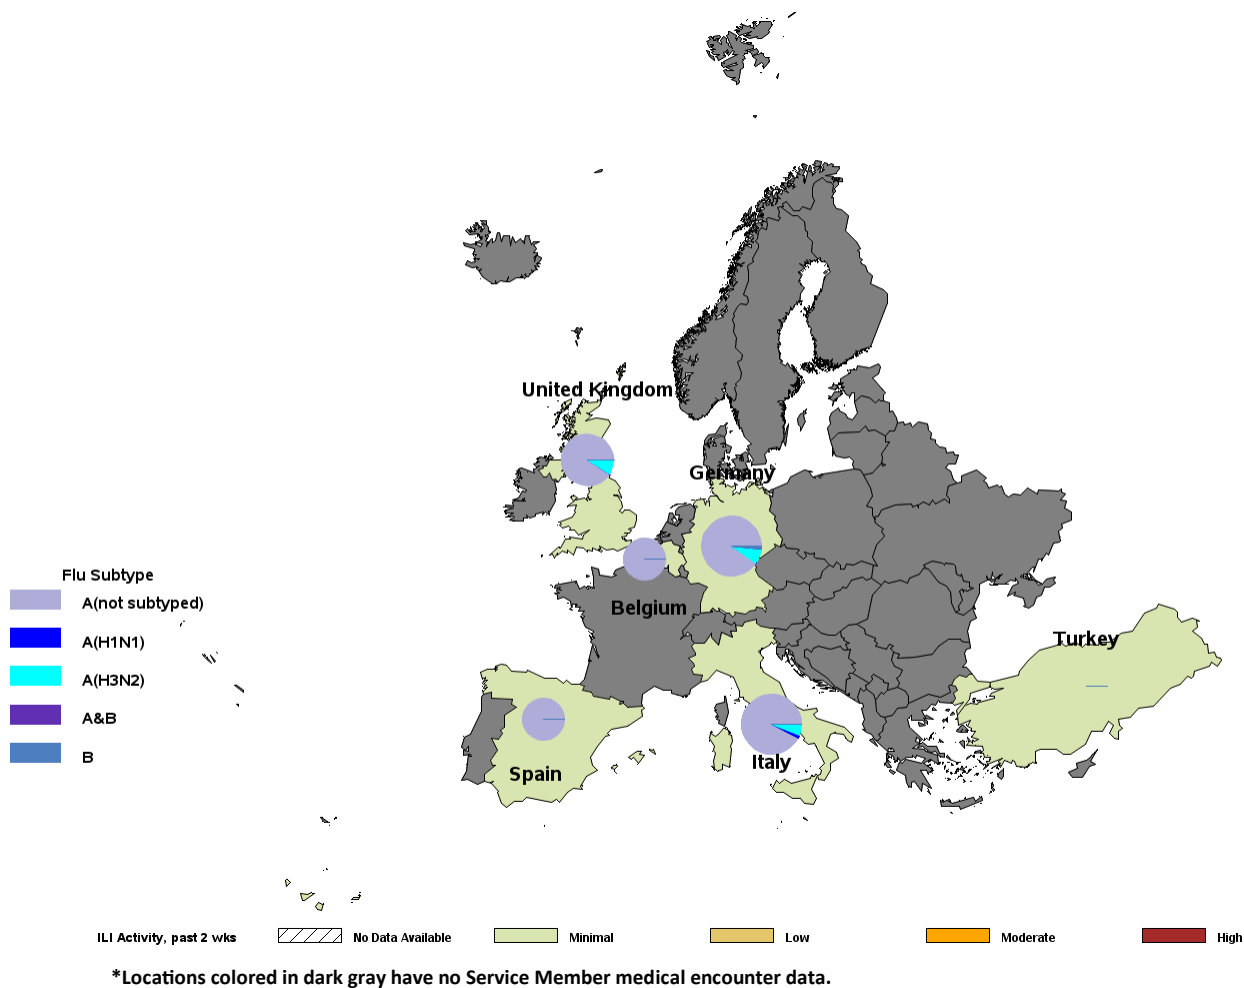 United Kingdom
Germany
Belgium
Turkey
Spain
Italy
Flu Subtype
A(not subtyped)
A(H1N1)
A(H3N2)
A&B
B
ILI Activity, past 2 wks No Data Available Minimal Low Moderate High
*Locations colored in dark gray have no Service Member medical encounter data.